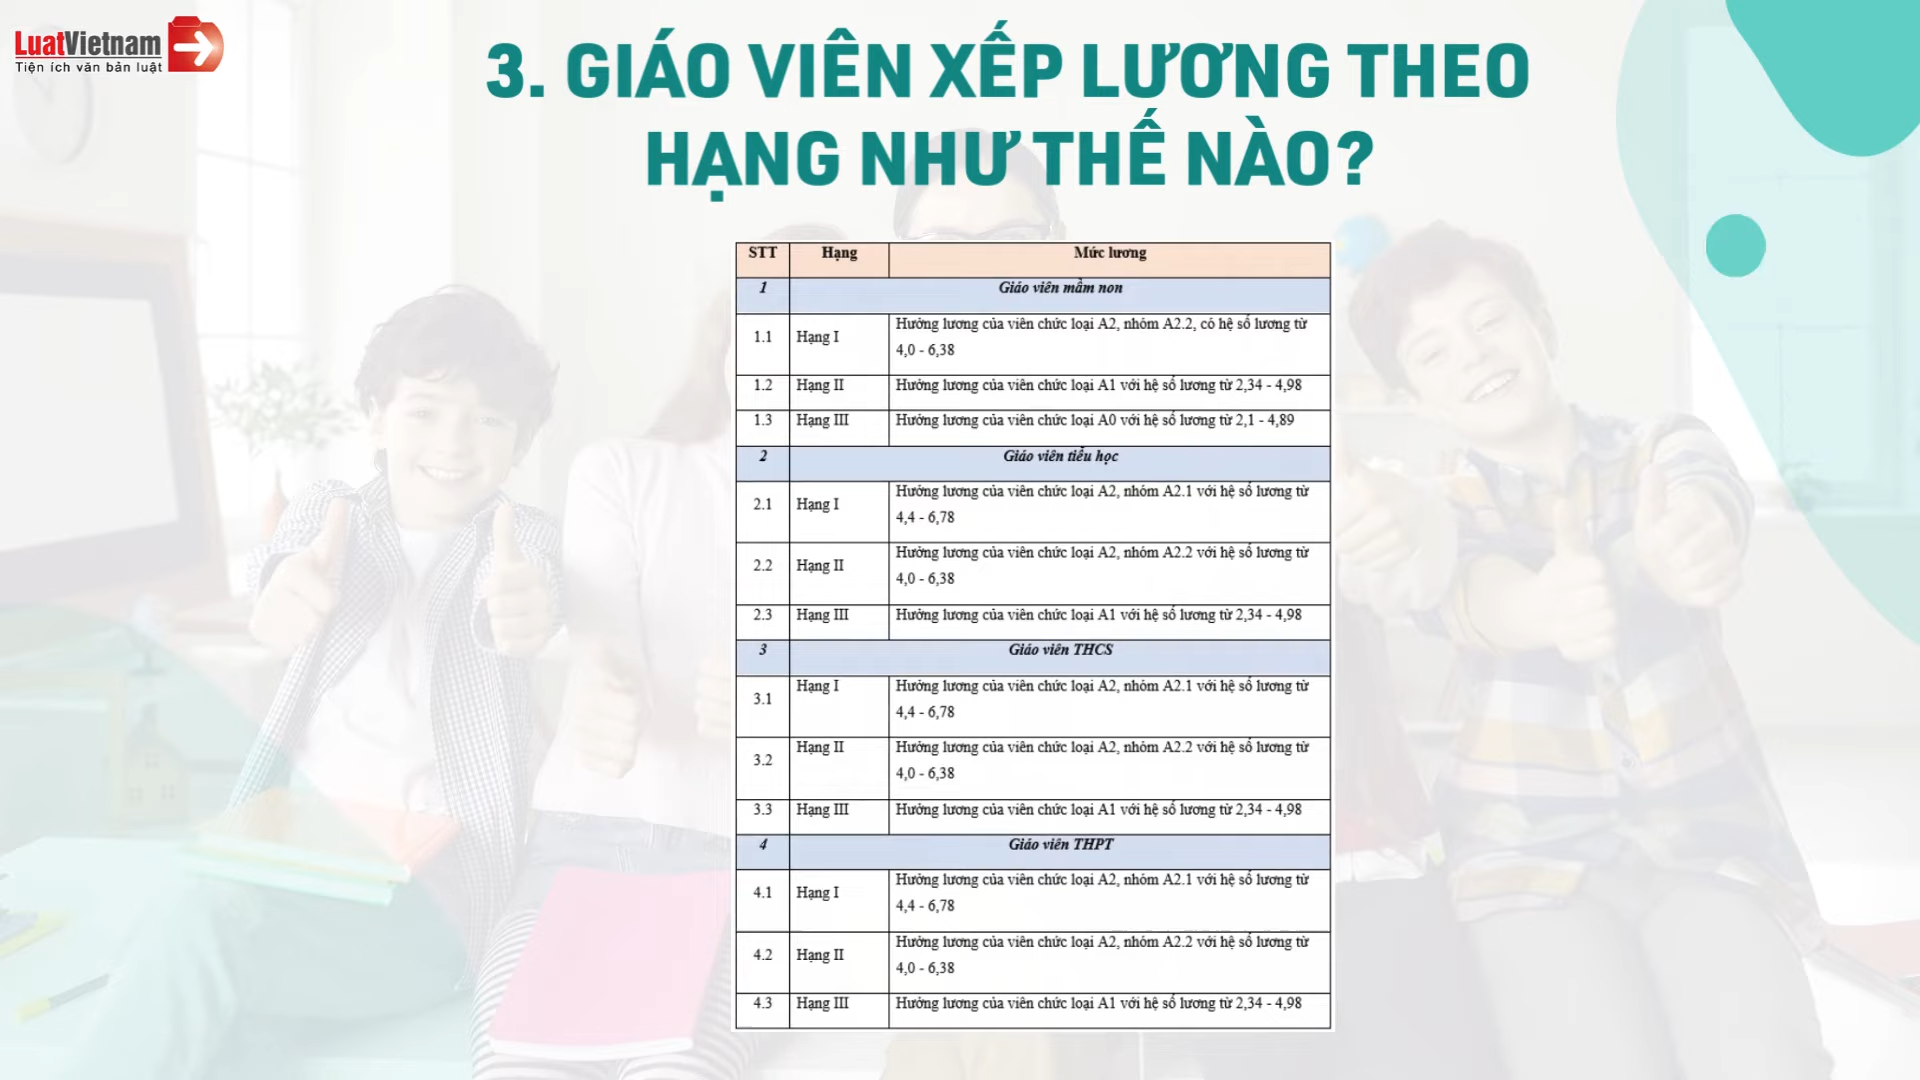 LuatVietnam
Tiện ích văn bản luật
3. GIÁO VIÊN XẾP LƯƠNG THEO
HẠNG NHƯ THẾ NÀO?
STT Hạng Mức lương
1 Giáo viên mầm non
1.1 Hạng I Hưởng lương của viên chức loại A2, nhóm A2.2, có hệ số lương từ
4,0 - 6,38
1.2 Hạng II Hưởng lương của viên chức loại A1 với hệ số lương từ 2,34 - 4,98
1.3 Hạng III Hưởng lương của viên chức loại A0 với hệ số lương từ 2,1 - 4,89
2 Giáo viên tiểu học
2.1 Hạng I Hưởng lương của viên chức loại A2, nhóm A2.1 với hệ số lương từ
4,4 - 6,78
2.2 Hạng II Hưởng lương của viên chức loại A2, nhóm A2.2 với hệ số lương từ
4,0 - 6,38
2.3 Hạng III Hưởng lương của viên chức loại A1 với hệ số lương từ 2,34 - 4,98
3 Giáo viên THCS
3.1 Hạng I Hưởng lương của viên chức loại A2, nhóm A2.1 với hệ số lương từ
4,4 - 6,78
3.2 Hạng II Hưởng lương của viên chức loại A2, nhóm A2.2 với hệ số lương từ
4,0 - 6,38
3.3 Hạng III Hưởng lương của viên chức loại A1 với hệ số lương từ 2,34 - 4,98
4 Giáo viên THPT
4.1 Hạng I Hưởng lương của viên chức loại A2, nhóm A2.1 với hệ số lương từ
4,4 - 6,78
4.2 Hạng II Hưởng lương của viên chức loại A2, nhóm A2.2 với hệ số lương từ
4,0 - 6,38
4.3 Hạng III Hưởng lương của viên chức loại A1 với hệ số lương từ 2,34 - 4,98